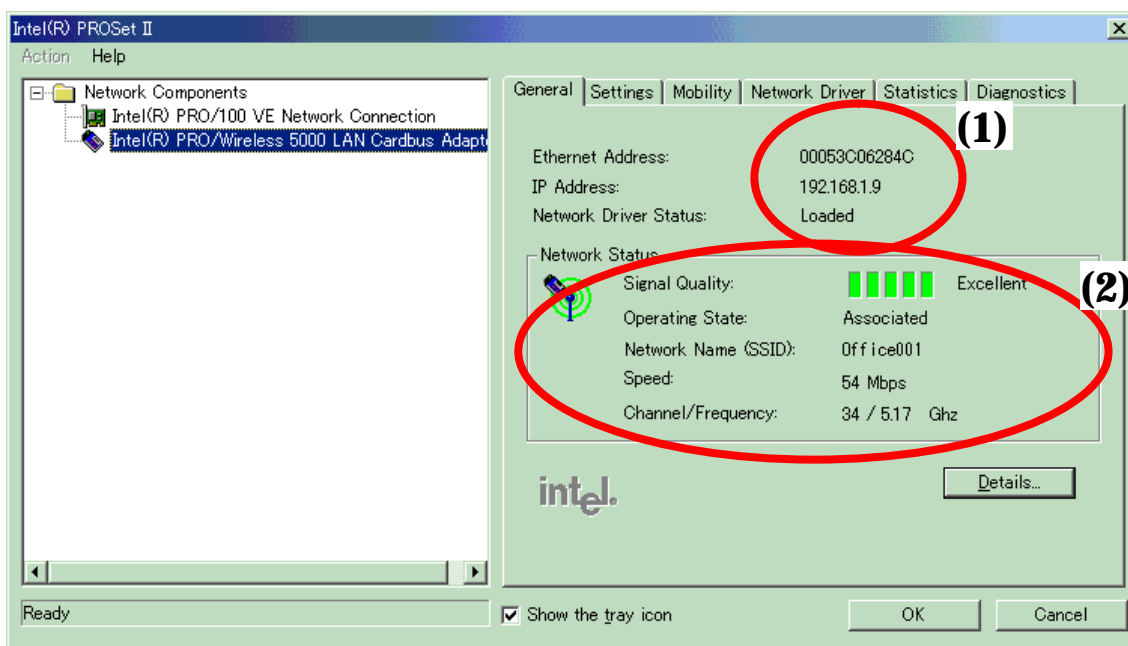 Intel(R) PROSet II
Action Help
Network Components
Intel(R) PRO/100 VE Network Connection
Intel(R) PRO/Wireless 5000 LAN Cardbus Adapt
General Settings Mobility Network Driver Statistics Diagnostics
(1)
Ethernet Address: 00053C06284C
IP Address: 192.168.1.9
Network Driver Status: Loaded
Network Status
(2)
Signal Quality: Excellent
Operating State: Associated
Network Name (SSID): Office001
Speed: 54 Mbps
Channel/Frequency: 34 / 5.17 Ghz
intel.
Details...
Ready
Show the tray icon
OK Cancel